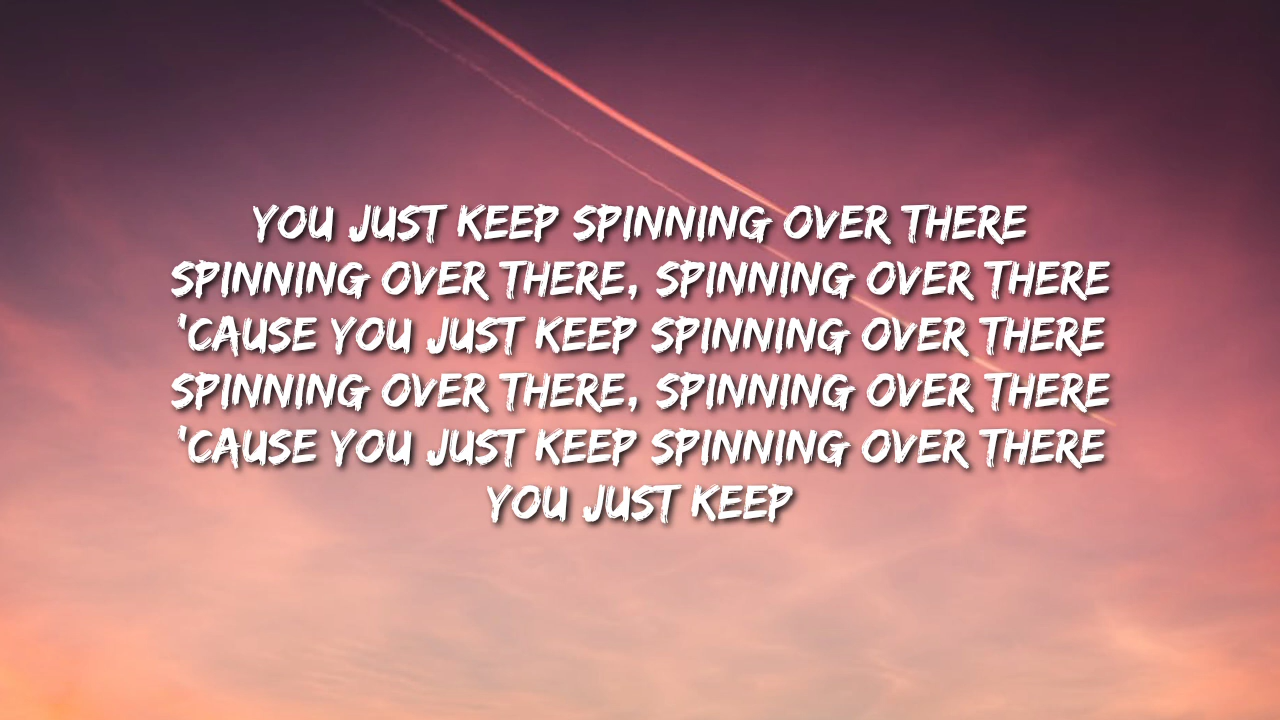 YOU JUST KEEP SPINNING OVER THERE
SPINNING OVER THERE, SPINNING OVER THERE
'CAUSE YOU JUST KEEP SPINNING OVER THERE
SPINNING OVER THERE, SPINNING OVER THERE
'CAUSE YOU JUST KEEP SPINNING OVER THERE
YOU JUST KEEP